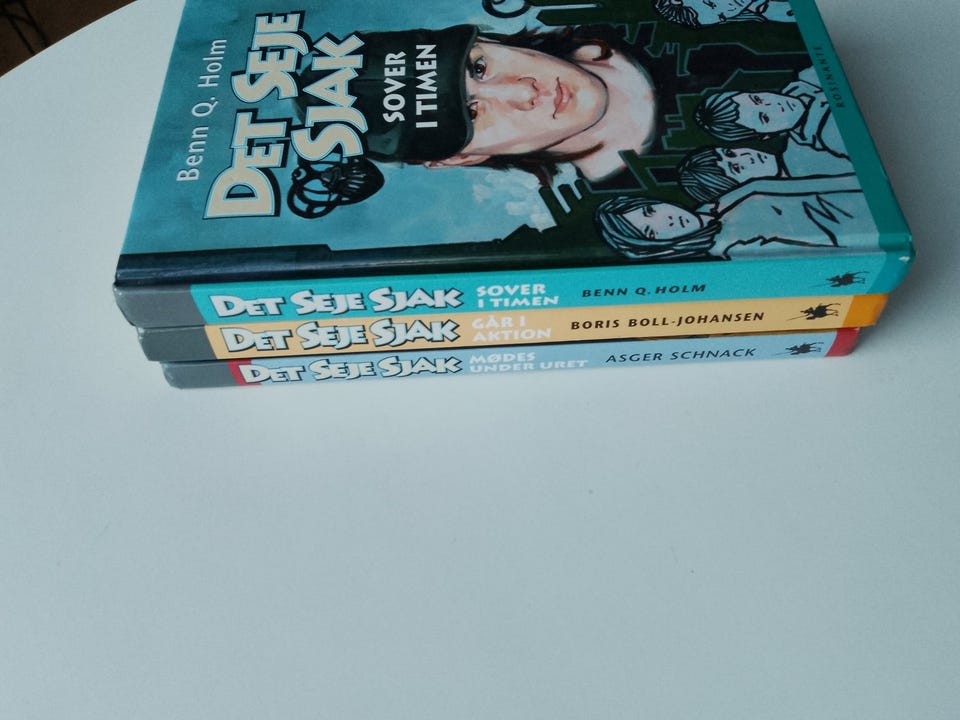 Benn Q. Holm
DET SEJE
SJAK
SOVER
I TIMEN
ROSINANTE
DET SEJE SJAK SOVER
I TIMEN BENN Q. HOLM
DET SEJE SJAK GÅR I
AKTION BORIS BOLL-JOHANSEN
DET SEJE SJAK MØDES
UNDER URET ASGER SCHNACK